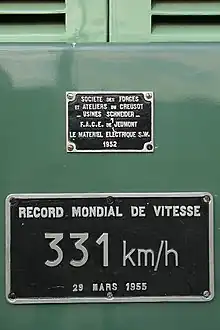 SOCIETE DES FORGES
ET ATELIERS DU CREUSOT
_ USINES SCHNEIDER _
F.A.C.E. DE JEUMONT
LE MATERIEL ELECTRIQUE S.W.
1952
RECORD MONDIAL DE VITESSE
331 km/h
29 MARS 1955